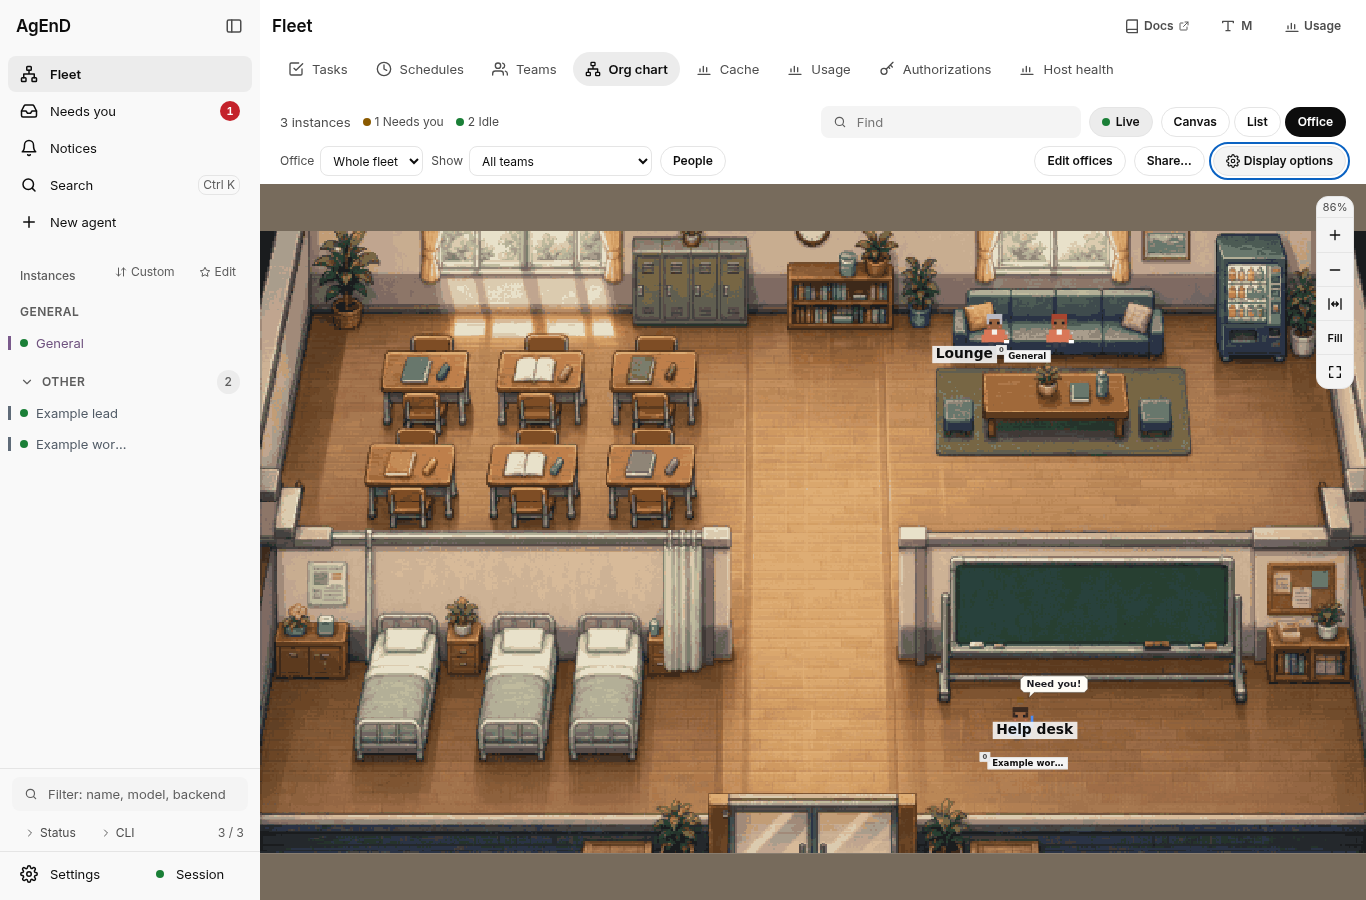 AgEnD
Fleet
Needs you
1
Notices
Search
Ctrl K
New agent
Instances
Custom
Edit
GENERAL
General
OTHER
2
Example lead
Example wor...
Filter: name, model, backend
Status
CLI
3 / 3
Settings
Session
Fleet
Docs
M
Usage
Tasks
Schedules
Teams
Org chart
Cache
Usage
Authorizations
Host health
3 instances
1 Needs you
2 Idle
Find
Live
Canvas
List
Office
Office
Whole fleet
Show
All teams
People
Edit offices
Share...
Display options
86%
Fill
Lounge
0
General
Need you!
Help desk
0
Example wor...